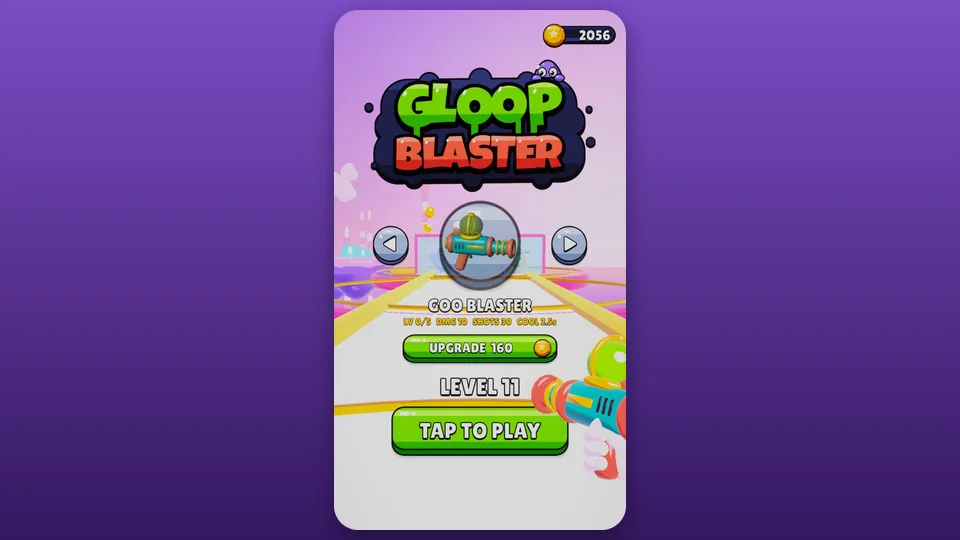 2056
GLOOP
BLASTER
GOO BLASTER
LV 0/5 DMG 10 SHOTS 30 COOL 2.5s
UPGRADE 160
LEVEL 11
TAP TO PLAY